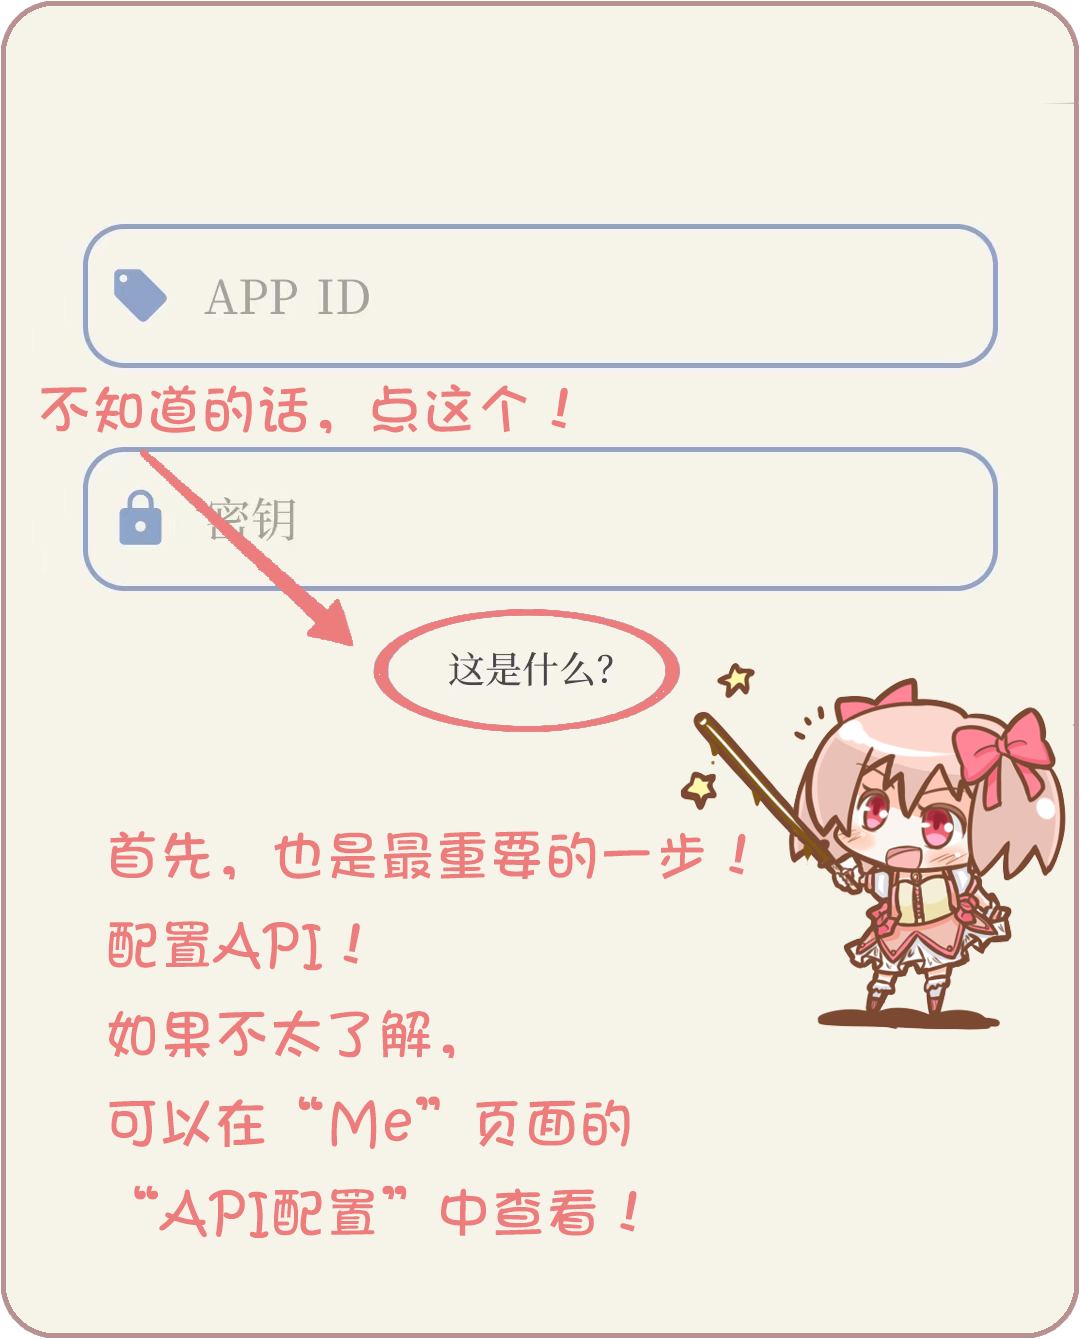 APP ID
不知道的话，点这个！
密钥
这是什么？
首先，也是最重要的一步！
配置API！
如果不太了解，
可以在“Me”页面的
“API配置”中查看！